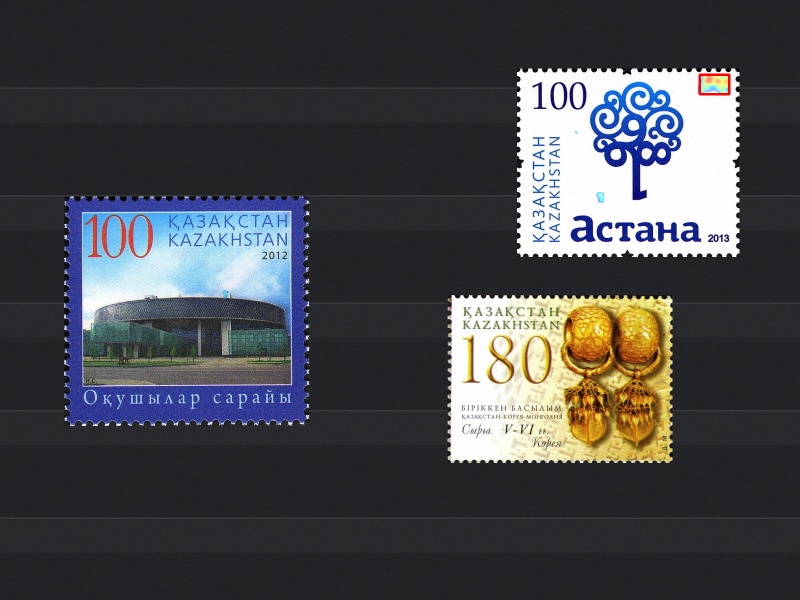 100
ҚАЗАҚСТАН
KAZAKHSTAN
2012
Оқушылар сарайы
100
ҚАЗАҚСТАН
KAZAKHSTAN
астана
2013
ҚАЗАҚСТАН
KAZAKHSTAN
180
БІРІККЕН БАСЫЛЫМ
ҚАЗАҚСТАН-КОРЕЯ-МОНГОЛИЯ
Сырға. V-VI ғғ.
Корея